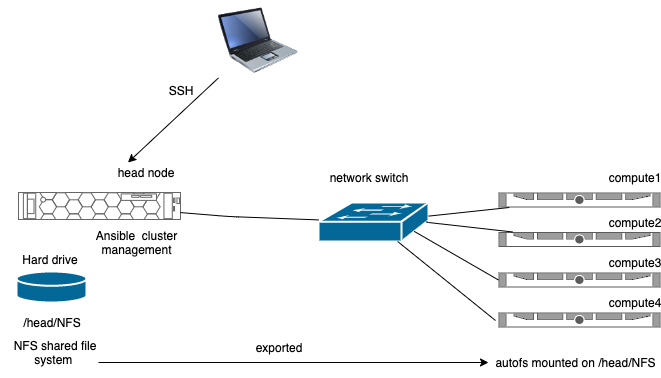 SSH
head node
network switch
compute1
compute2
Ansible cluster
management
Hard drive
compute3
compute4
/head/NFS
NFS shared file
system
exported
autofs mounted on /head/NFS